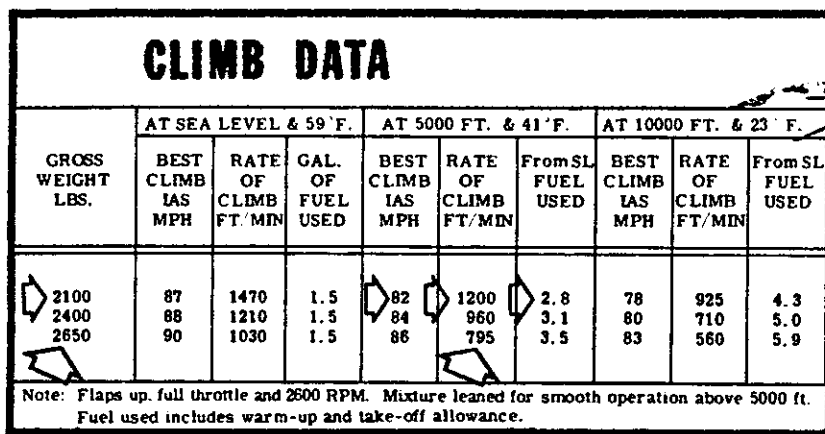 CLIMB DATA
AT SEA LEVEL & 59°F. AT 5000 FT. & 41°F. AT 10000 FT. & 23° F.
GROSS WEIGHT LBS. BEST CLIMB IAS MPH RATE OF CLIMB FT./MIN GAL. OF FUEL USED BEST CLIMB IAS MPH RATE OF CLIMB FT/MIN From SL FUEL USED BEST CLIMB IAS MPH RATE OF CLIMB FT/MIN From SL FUEL USED
2100 87 1470 1.5 82 1200 2.8 78 925 4.3
2400 88 1210 1.5 84 960 3.1 80 710 5.0
2650 90 1030 1.5 86 795 3.5 83 560 5.9
Note: Flaps up. full throttle and 2600 RPM. Mixture leaned for smooth operation above 5000 ft.
Fuel used includes warm-up and take-off allowance.